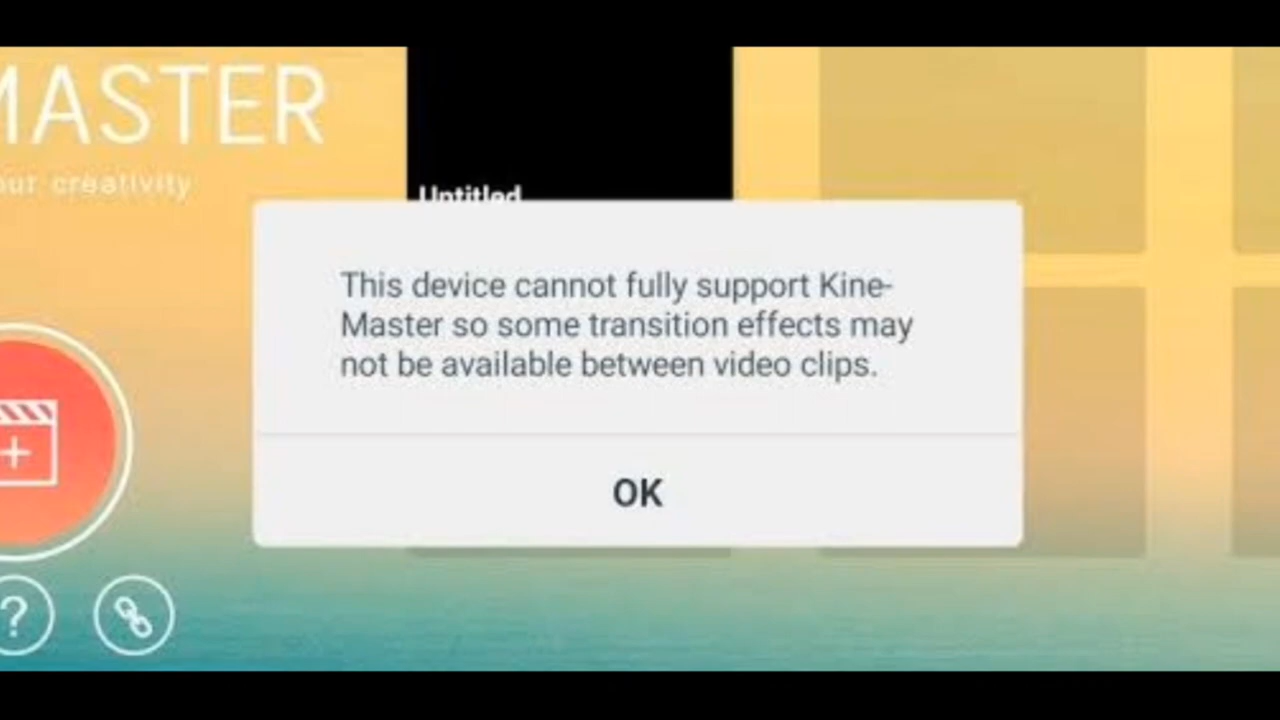 MASTER
our creativity
Untitled
This device cannot fully support Kine-
Master so some transition effects may
not be available between video clips.
OK
?